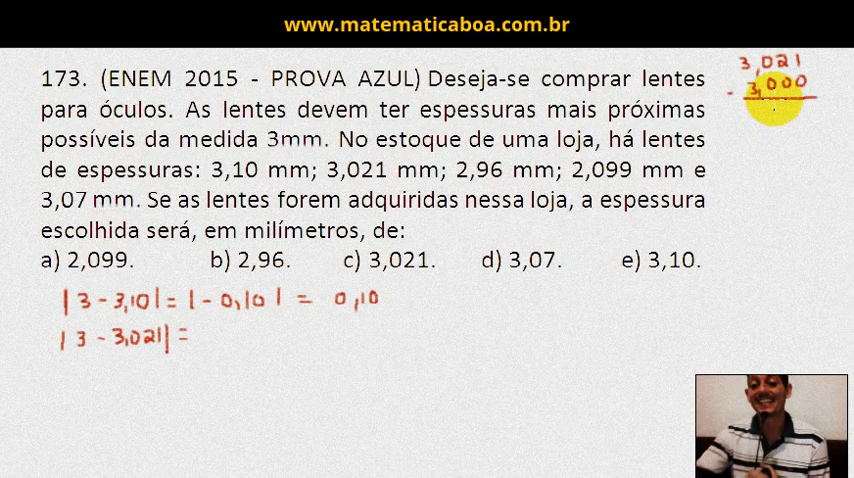 www.matematicaboa.com.br
173. (ENEM 2015 - PROVA AZUL) Deseja-se comprar lentes
para óculos. As lentes devem ter espessuras mais próximas
possíveis da medida 3mm. No estoque de uma loja, há lentes
de espessuras: 3,10 mm; 3,021 mm; 2,96 mm; 2,099 mm e
3,07 mm. Se as lentes forem adquiridas nessa loja, a espessura
escolhida será, em milímetros, de:
a) 2,099. b) 2,96. c) 3,021. d) 3,07. e) 3,10.
|3 - 3,10| = |- 0,10| = 0,10
|3 - 3,021| =
3,021
- 3,000